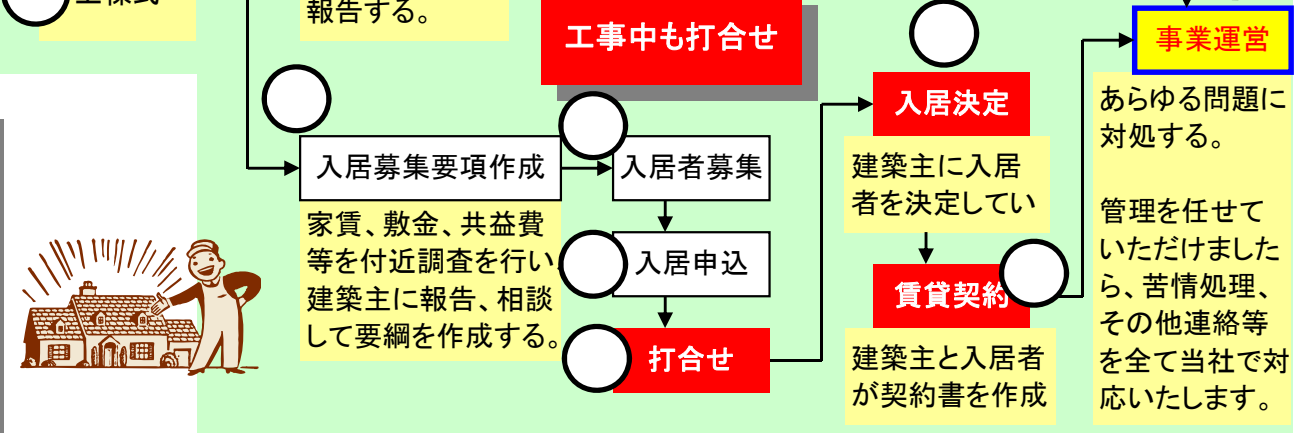 報告する。
工事中も打合せ
入居募集要項作成
家賃、敷金、共益費
等を付近調査を行い
建築主に報告、相談
して要綱を作成する。
入居者募集
入居申込
打合せ
入居決定
建築主に入居
者を決定してい
賃貸契約
建築主と入居者
が契約書を作成
事業運営
あらゆる問題に
対処する。
管理を任せて
いただけました
ら、苦情処理、
その他連絡等
を全て当社で対
応いたします。